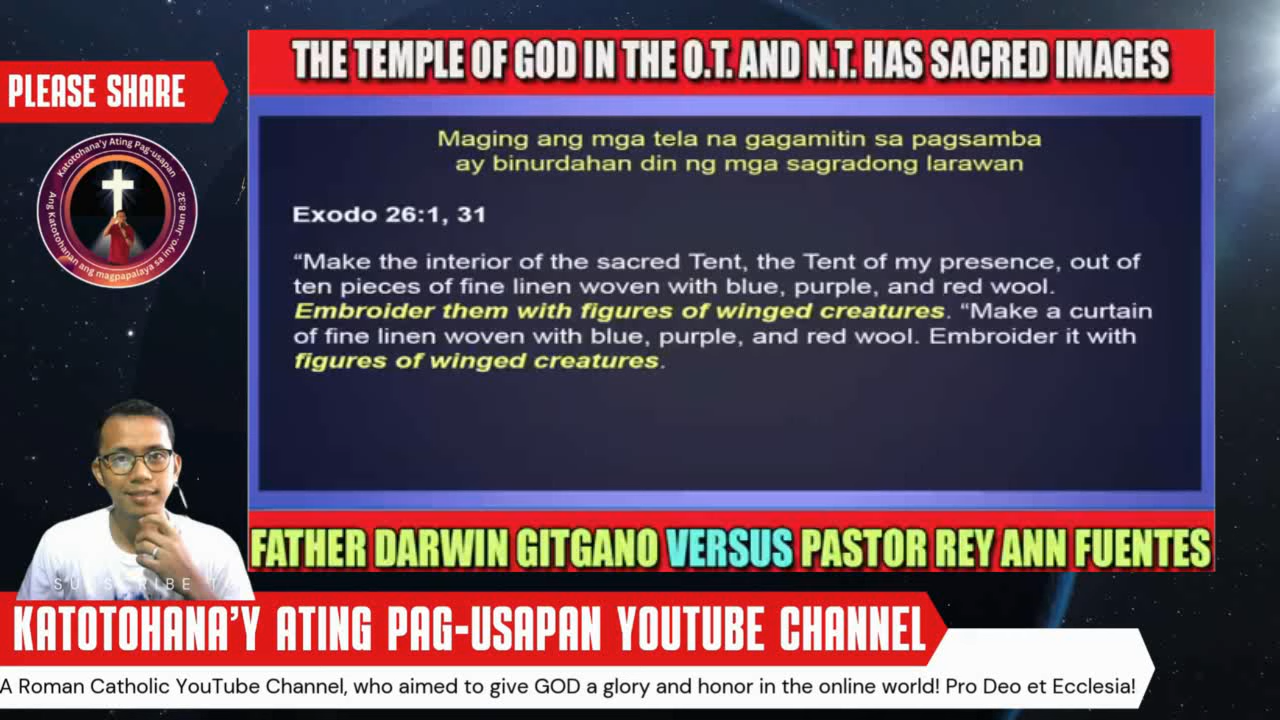 THE TEMPLE OF GOD IN THE O.T. AND N.T. HAS SACRED IMAGES
PLEASE SHARE
Katotohana'y Ating Pag-usapan
Ang Katotohanan ang magpapalaya sa inyo. Juan 8:32
Maging ang mga tela na gagamitin sa pagsamba
ay binurdahan din ng mga sagradong larawan
Exodo 26:1, 31
“Make the interior of the sacred Tent, the Tent of my presence, out of
ten pieces of fine linen woven with blue, purple, and red wool.
Embroider them with figures of winged creatures. “Make a curtain
of fine linen woven with blue, purple, and red wool. Embroider it with
figures of winged creatures.
FATHER DARWIN GITGANO VERSUS PASTOR REY ANN FUENTES
KATOTOHANA’Y ATING PAG-USAPAN YOUTUBE CHANNEL
A Roman Catholic YouTube Channel, who aimed to give GOD a glory and honor in the online world! Pro Deo et Ecclesia!